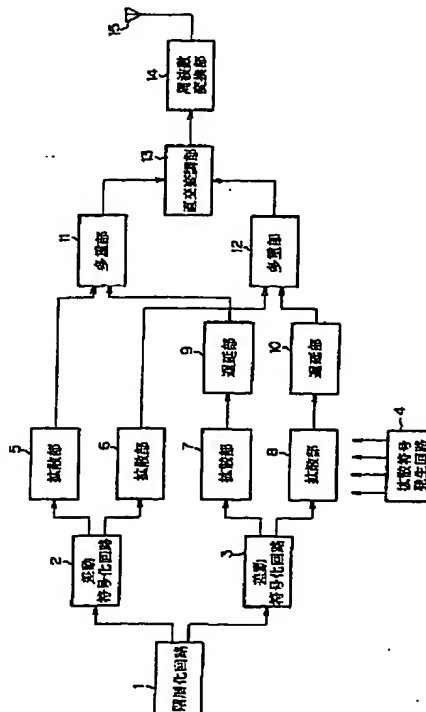 1
階層化回路
2
差動
符号化回路
3
差動
符号化回路
4
拡散符号
発生回路
5
拡散部
6
拡散部
7
拡散部
8
拡散部
9
遅延部
10
遅延部
11
多重部
12
多重部
13
直交変調部
14
周波数
変換部
15